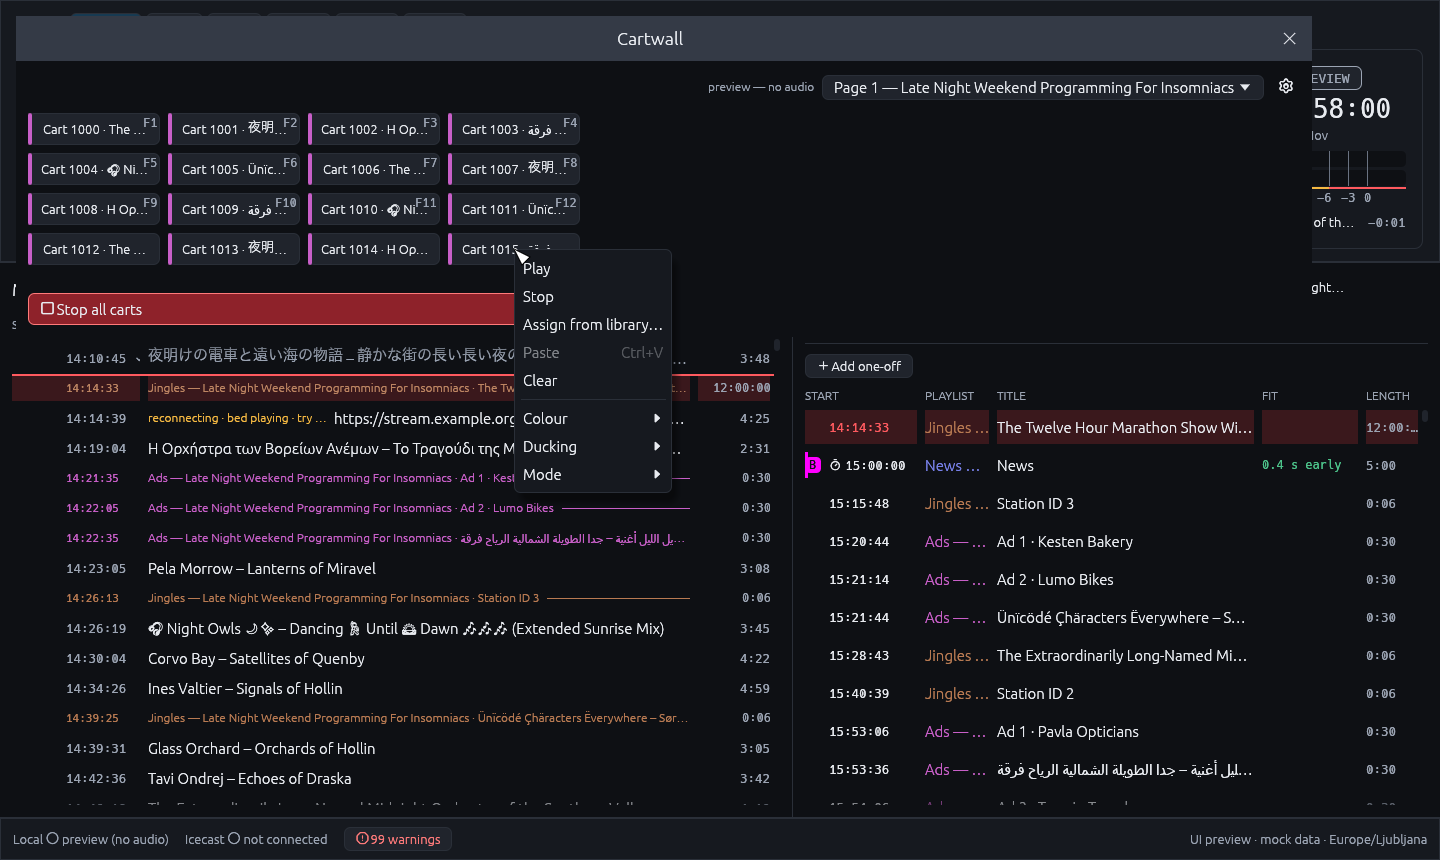 Cartwall
preview — no audio
Page 1 — Late Night Weekend Programming For Insomniacs
Cart 1000 · The … F1
Cart 1001 · 夜明… F2
Cart 1002 · H Op… F3
Cart 1003 · فرقة … F4
Cart 1004 · 🎧 Ni… F5
Cart 1005 · Ünïc… F6
Cart 1006 · The … F7
Cart 1007 · 夜明… F8
Cart 1008 · H Op… F9
Cart 1009 · فرقة … F10
Cart 1010 · 🎧 Ni… F11
Cart 1011 · Ünïc… F12
Cart 1012 · The …
Cart 1013 · 夜明…
Cart 1014 · H Op…
Cart 1015
Stop all carts
Play
Stop
Assign from library…
Paste Ctrl+V
Clear
Colour
Ducking
Mode
58:00
−6 −3 0
of th… −0:01
ght…
14:10:45 夜明けの電車と遠い海の物語 – 静かな街の長い長い夜の … 3:48
14:14:33 Jingles — Late Night Weekend Programming For Insomniacs · The Tw t… 12:00:00
14:14:39 reconnecting · bed playing · try … https://stream.example.org … 4:25
14:19:04 Η Ορχήστρα των Βορείων Ανέμων – Το Τραγούδι της Μ … 2:31
14:21:35 Ads — Late Night Weekend Programming For Insomniacs · Ad 1 · Kest 0:30
14:22:05 Ads — Late Night Weekend Programming For Insomniacs · Ad 2 · Lumo Bikes 0:30
14:22:35 Ads — Late Night Weekend Programming For Insomniacs · فرقة الرياح الشمالية الطويلة جدا – أغنية الليل …يل 0:30
14:23:05 Pela Morrow – Lanterns of Miravel 3:08
14:26:13 Jingles — Late Night Weekend Programming For Insomniacs · Station ID 3 0:06
14:26:19 🎧 Night Owls 🌙✨ – Dancing 💃 Until 🌅 Dawn 🎶🎶🎶 (Extended Sunrise Mix) 3:45
14:30:04 Corvo Bay – Satellites of Quenby 4:22
14:34:26 Ines Valtier – Signals of Hollin 4:59
14:39:25 Jingles — Late Night Weekend Programming For Insomniacs · Ünïcödé Çhäracters Ëverywhere – Sør… 0:06
14:39:31 Glass Orchard – Orchards of Hollin 3:05
14:42:36 Tavi Ondrej – Echoes of Draska 3:42
+ Add one-off
START PLAYLIST TITLE FIT LENGTH
14:14:33 Jingles … The Twelve Hour Marathon Show Wi… 12:00:…
B 15:00:00 News … News 0.4 s early 5:00
15:15:48 Jingles … Station ID 3 0:06
15:20:44 Ads — … Ad 1 · Kesten Bakery 0:30
15:21:14 Ads — … Ad 2 · Lumo Bikes 0:30
15:21:44 Ads — … Ünïcödé Çhäracters Ëverywhere – S… 0:30
15:28:43 Jingles … The Extraordinarily Long-Named Mi… 0:06
15:40:39 Jingles … Station ID 2 0:06
15:53:06 Ads — … Ad 1 · Pavla Opticians 0:30
15:53:36 Ads — … فرقة الرياح الشمالية الطويلة جدا – أغنية ليل… 0:30
Local preview (no audio) Icecast not connected 99 warnings UI preview · mock data · Europe/Ljubljana